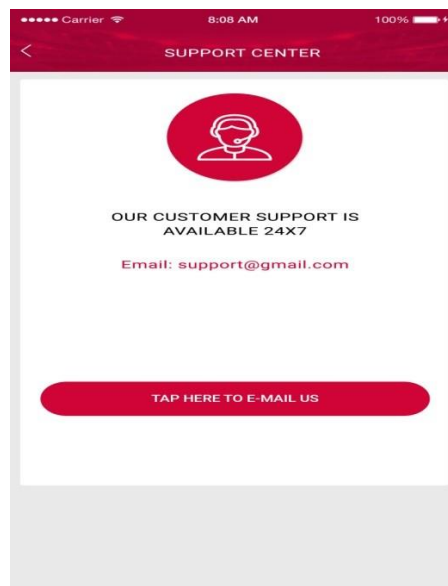 Carrier 8:08 AM 100%
SUPPORT CENTER
OUR CUSTOMER SUPPORT IS
AVAILABLE 24X7
Email: support@gmail.com
TAP HERE TO E-MAIL US